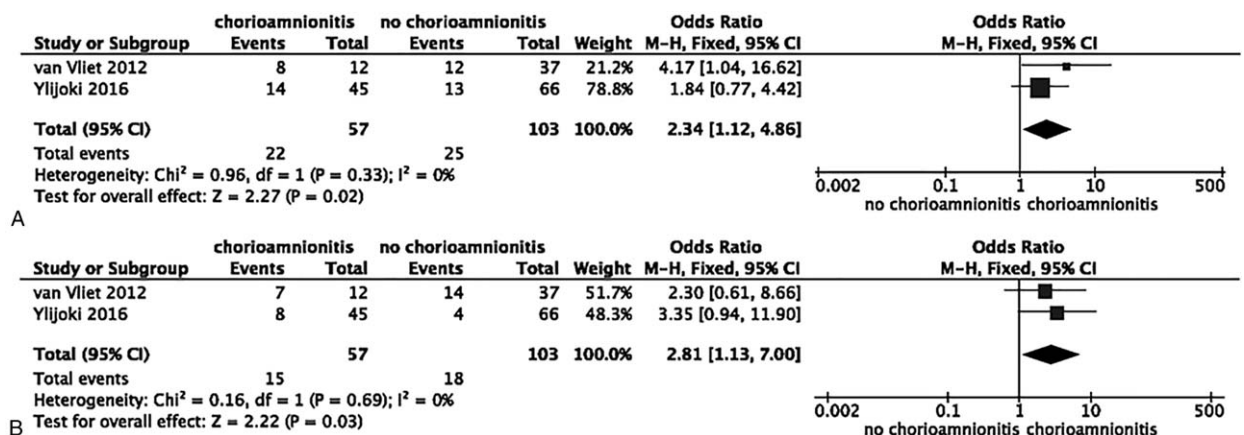 chorioamnionitis no chorioamnionitis Odds Ratio Odds Ratio
Study or Subgroup Events Total Events Total Weight M-H, Fixed, 95% CI M-H, Fixed, 95% CI
van Vliet 2012 8 12 12 37 21.2% 4.17 [1.04, 16.62]
Ylijoki 2016 14 45 13 66 78.8% 1.84 [0.77, 4.42]
Total (95% CI) 57 103 100.0% 2.34 [1.12, 4.86]
Total events 22 25
Heterogeneity: Chi² = 0.96, df = 1 (P = 0.33); I² = 0%
Test for overall effect: Z = 2.27 (P = 0.02)
0.002 0.1 1 10 500
no chorioamnionitis chorioamnionitis
A
chorioamnionitis no chorioamnionitis Odds Ratio Odds Ratio
Study or Subgroup Events Total Events Total Weight M-H, Fixed, 95% CI M-H, Fixed, 95% CI
van Vliet 2012 7 12 14 37 51.7% 2.30 [0.61, 8.66]
Ylijoki 2016 8 45 4 66 48.3% 3.35 [0.94, 11.90]
Total (95% CI) 57 103 100.0% 2.81 [1.13, 7.00]
Total events 15 18
Heterogeneity: Chi² = 0.16, df = 1 (P = 0.69); I² = 0%
Test for overall effect: Z = 2.22 (P = 0.03)
0.002 0.1 1 10 500
no chorioamnionitis chorioamnionitis
B